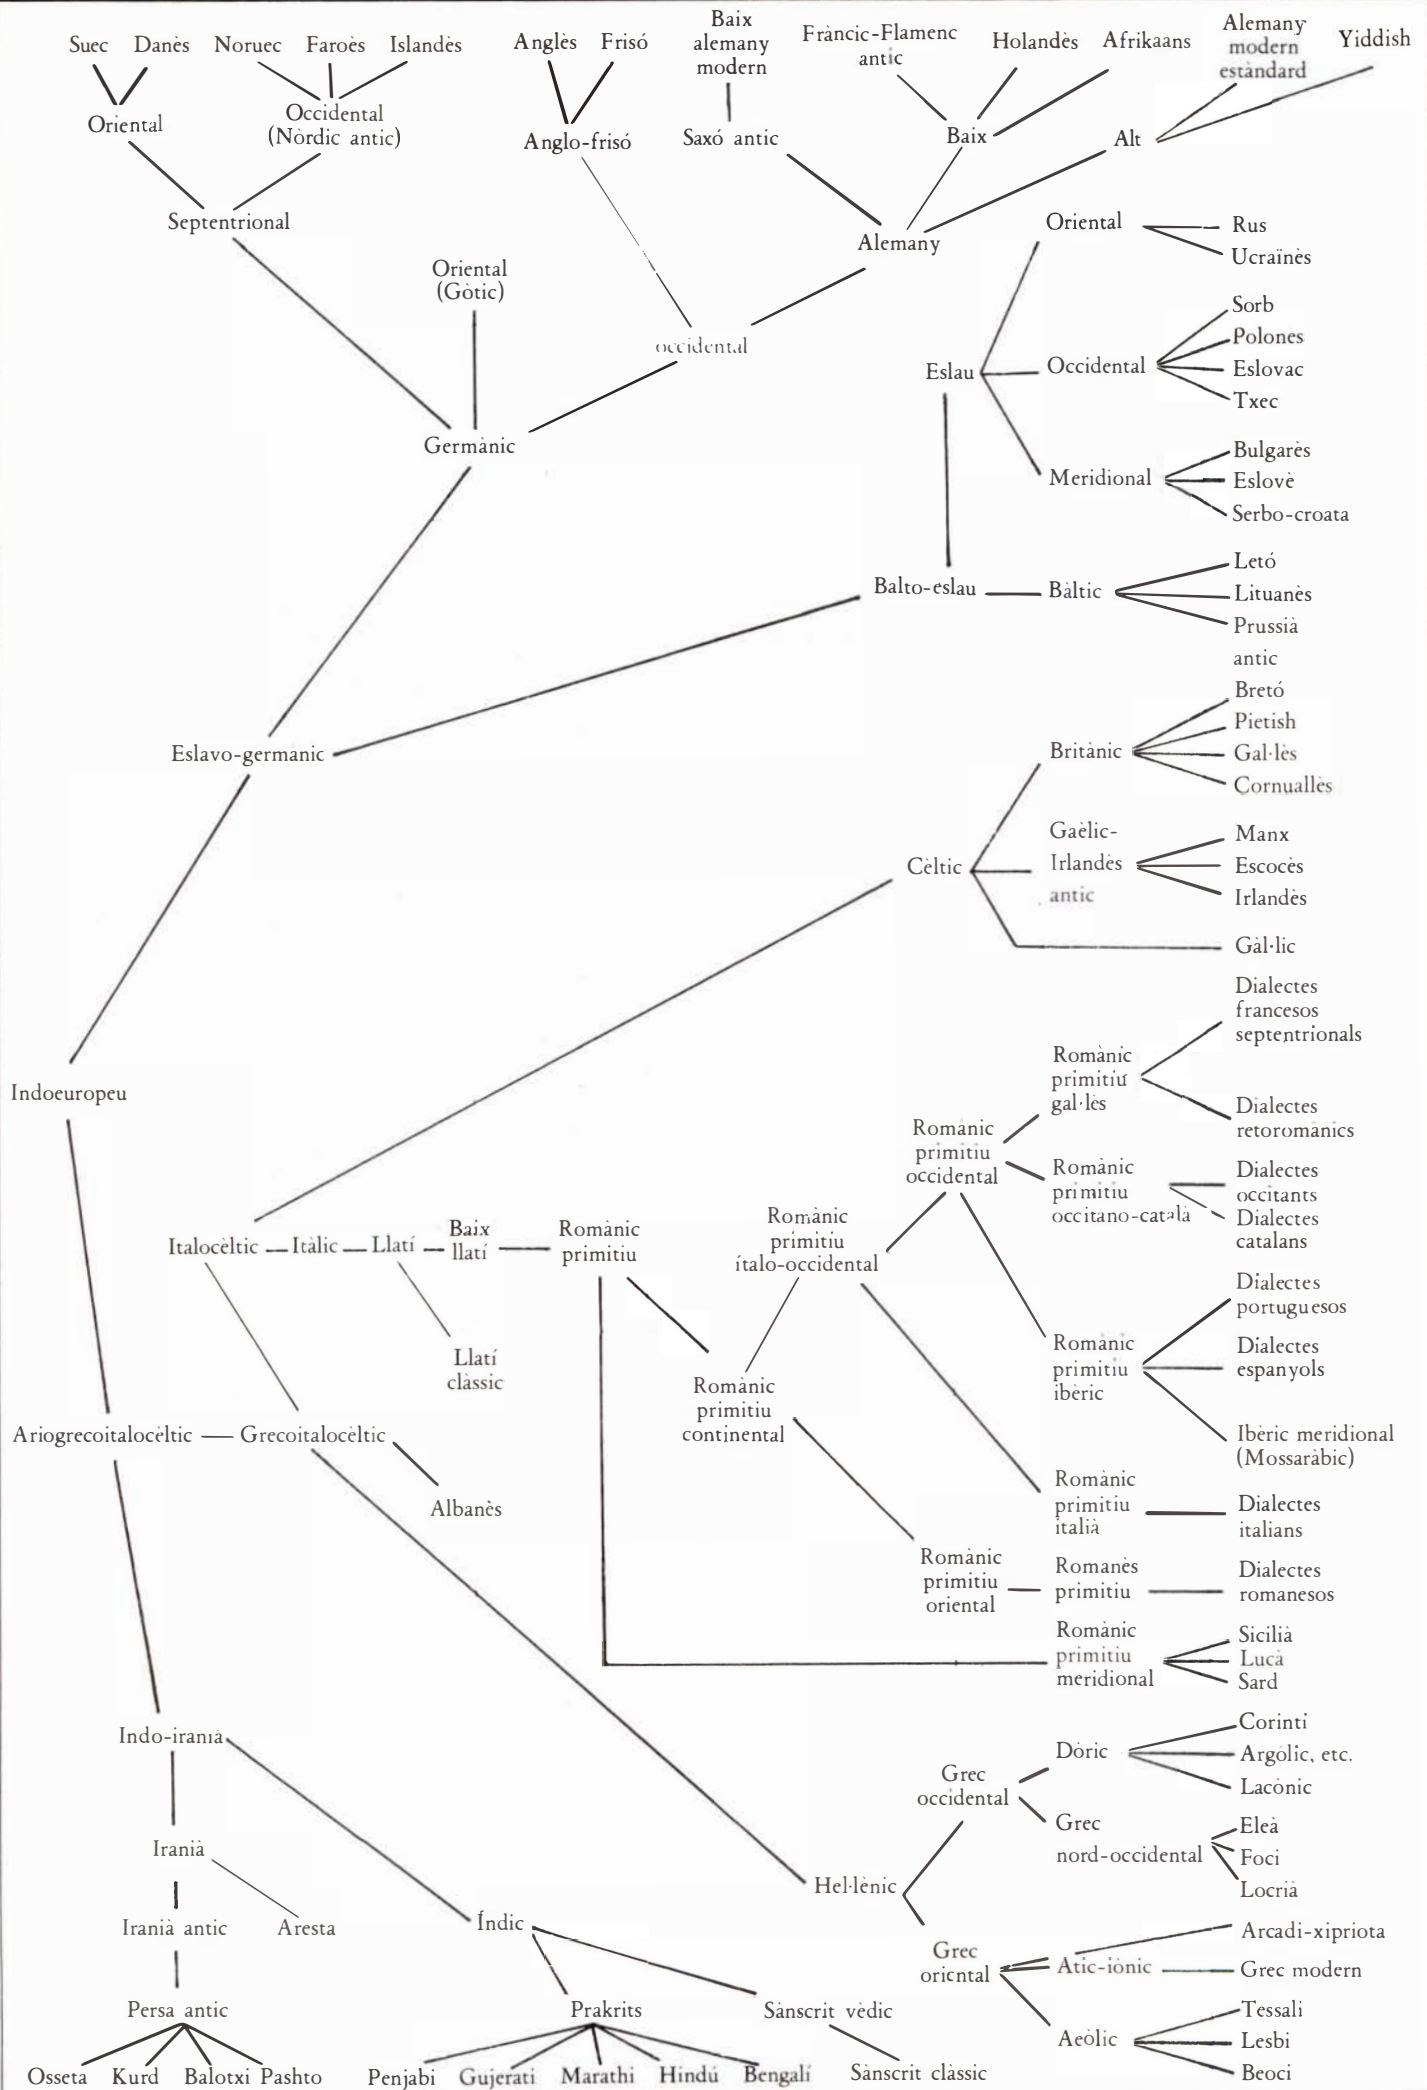 Suec Danès Noruec Faroès Islandès
Anglès Frisó
Baix
alemany
modern
Fràncic-Flamenc
antic
Holandès Afrikaans
Alemany
modern
estàndard
Yiddish
Oriental
Occidental
(Nòrdic antic)
Anglo-frisó
Saxó antic
Baix
Alt
Septentrional
Oriental
(Gòtic)
Alemany
occidental
Germànic
Oriental
Rus
Ucraïnès
Eslau
Occidental
Sorb
Polones
Eslovac
Txec
Meridional
Bulgarès
Eslovè
Serbo-croata
Balto-eslau
Bàltic
Letó
Lituanès
Prussià
antic
Eslavo-germànic
Britànic
Bretó
Pietish
Gal·lès
Cornuallès
Cèltic
Gaèlic-
Irlandès
antic
Manx
Escocès
Irlandès
Gàl·lic
Indoeuropeu
Dialectes
francesos
septentrionals
Romànic
primitiu
gal·lès
Dialectes
retoromànics
Romànic
primitiu
occidental
Romànic
primitiu
occitano-català
Dialectes
occitants
Dialectes
catalans
Italocèltic
Itàlic
Llatí
Baix
llatí
Romànic
primitiu
Romànic
primitiu
ítalo-occidental
Llatí
clàssic
Romànic
primitiu
continental
Romànic
primitiu
ibèric
Dialectes
portuguesos
Dialectes
espanyols
Ibèric meridional
(Mossaràbic)
Ariogrecoitalocèltic
Grecoitalocèltic
Albanès
Romànic
primitiu
italià
Dialectes
italians
Romànic
primitiu
oriental
Romanès
primitiu
Dialectes
romanesos
Romànic
primitiu
meridional
Sicilià
Lucà
Sard
Indo-iranià
Grec
occidental
Dòric
Corinti
Argòlic, etc.
Lacònic
Grec
nord-occidental
Eleà
Foci
Locrià
Iranià
Hel·lènic
Iranià antic
Aresta
Índic
Grec
oriental
Arcadi-xipriota
Atic-iònic
Grec modern
Persa antic
Prakrits
Sànscrit vèdic
Aeòlic
Tessali
Lesbi
Beoci
Osseta Kurd Balotxi Pashto
Penjabi Gujerati Marathi Hindú Bengalí
Sànscrit clàssic